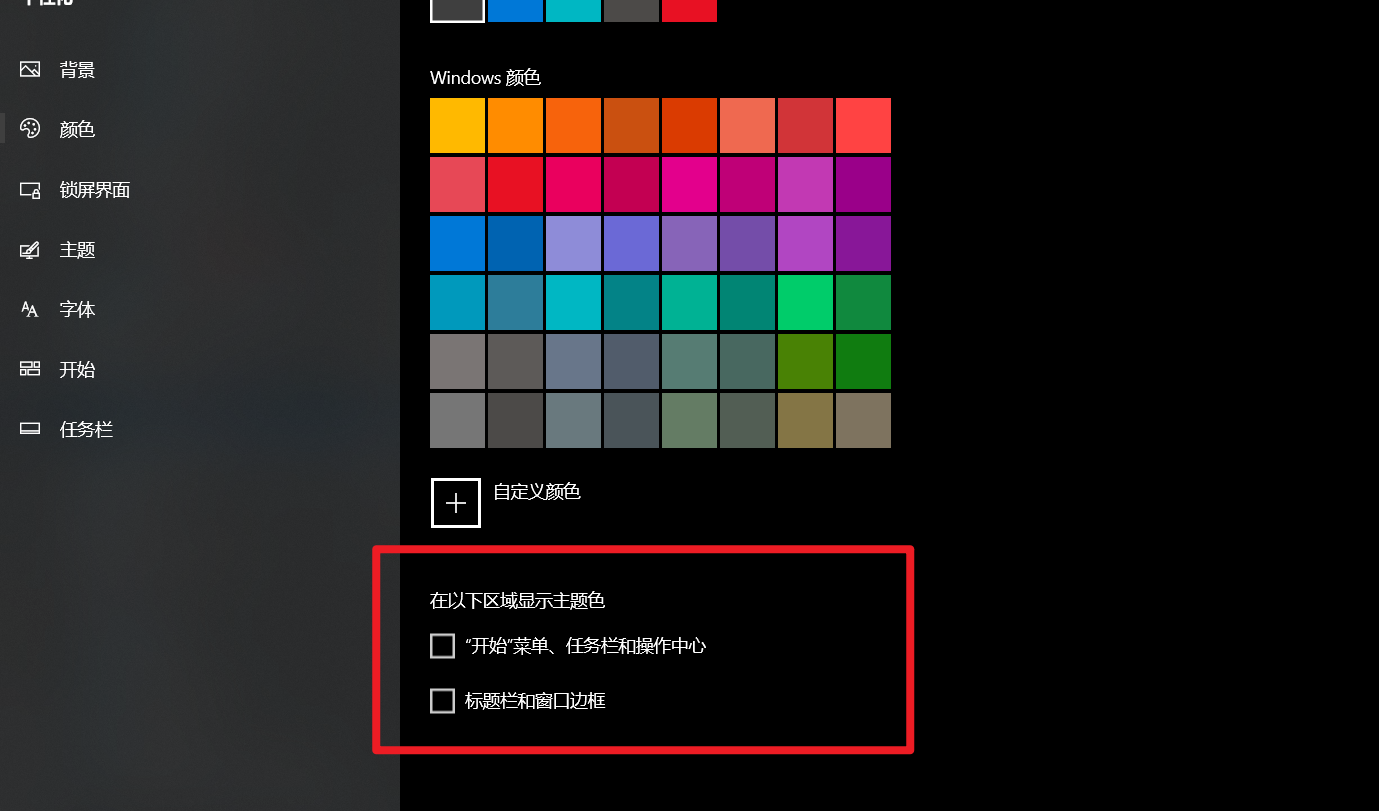 背景
颜色
锁屏界面
主题
字体
开始
任务栏
Windows 颜色
自定义颜色
在以下区域显示主题色
“开始”菜单、任务栏和操作中心
标题栏和窗口边框